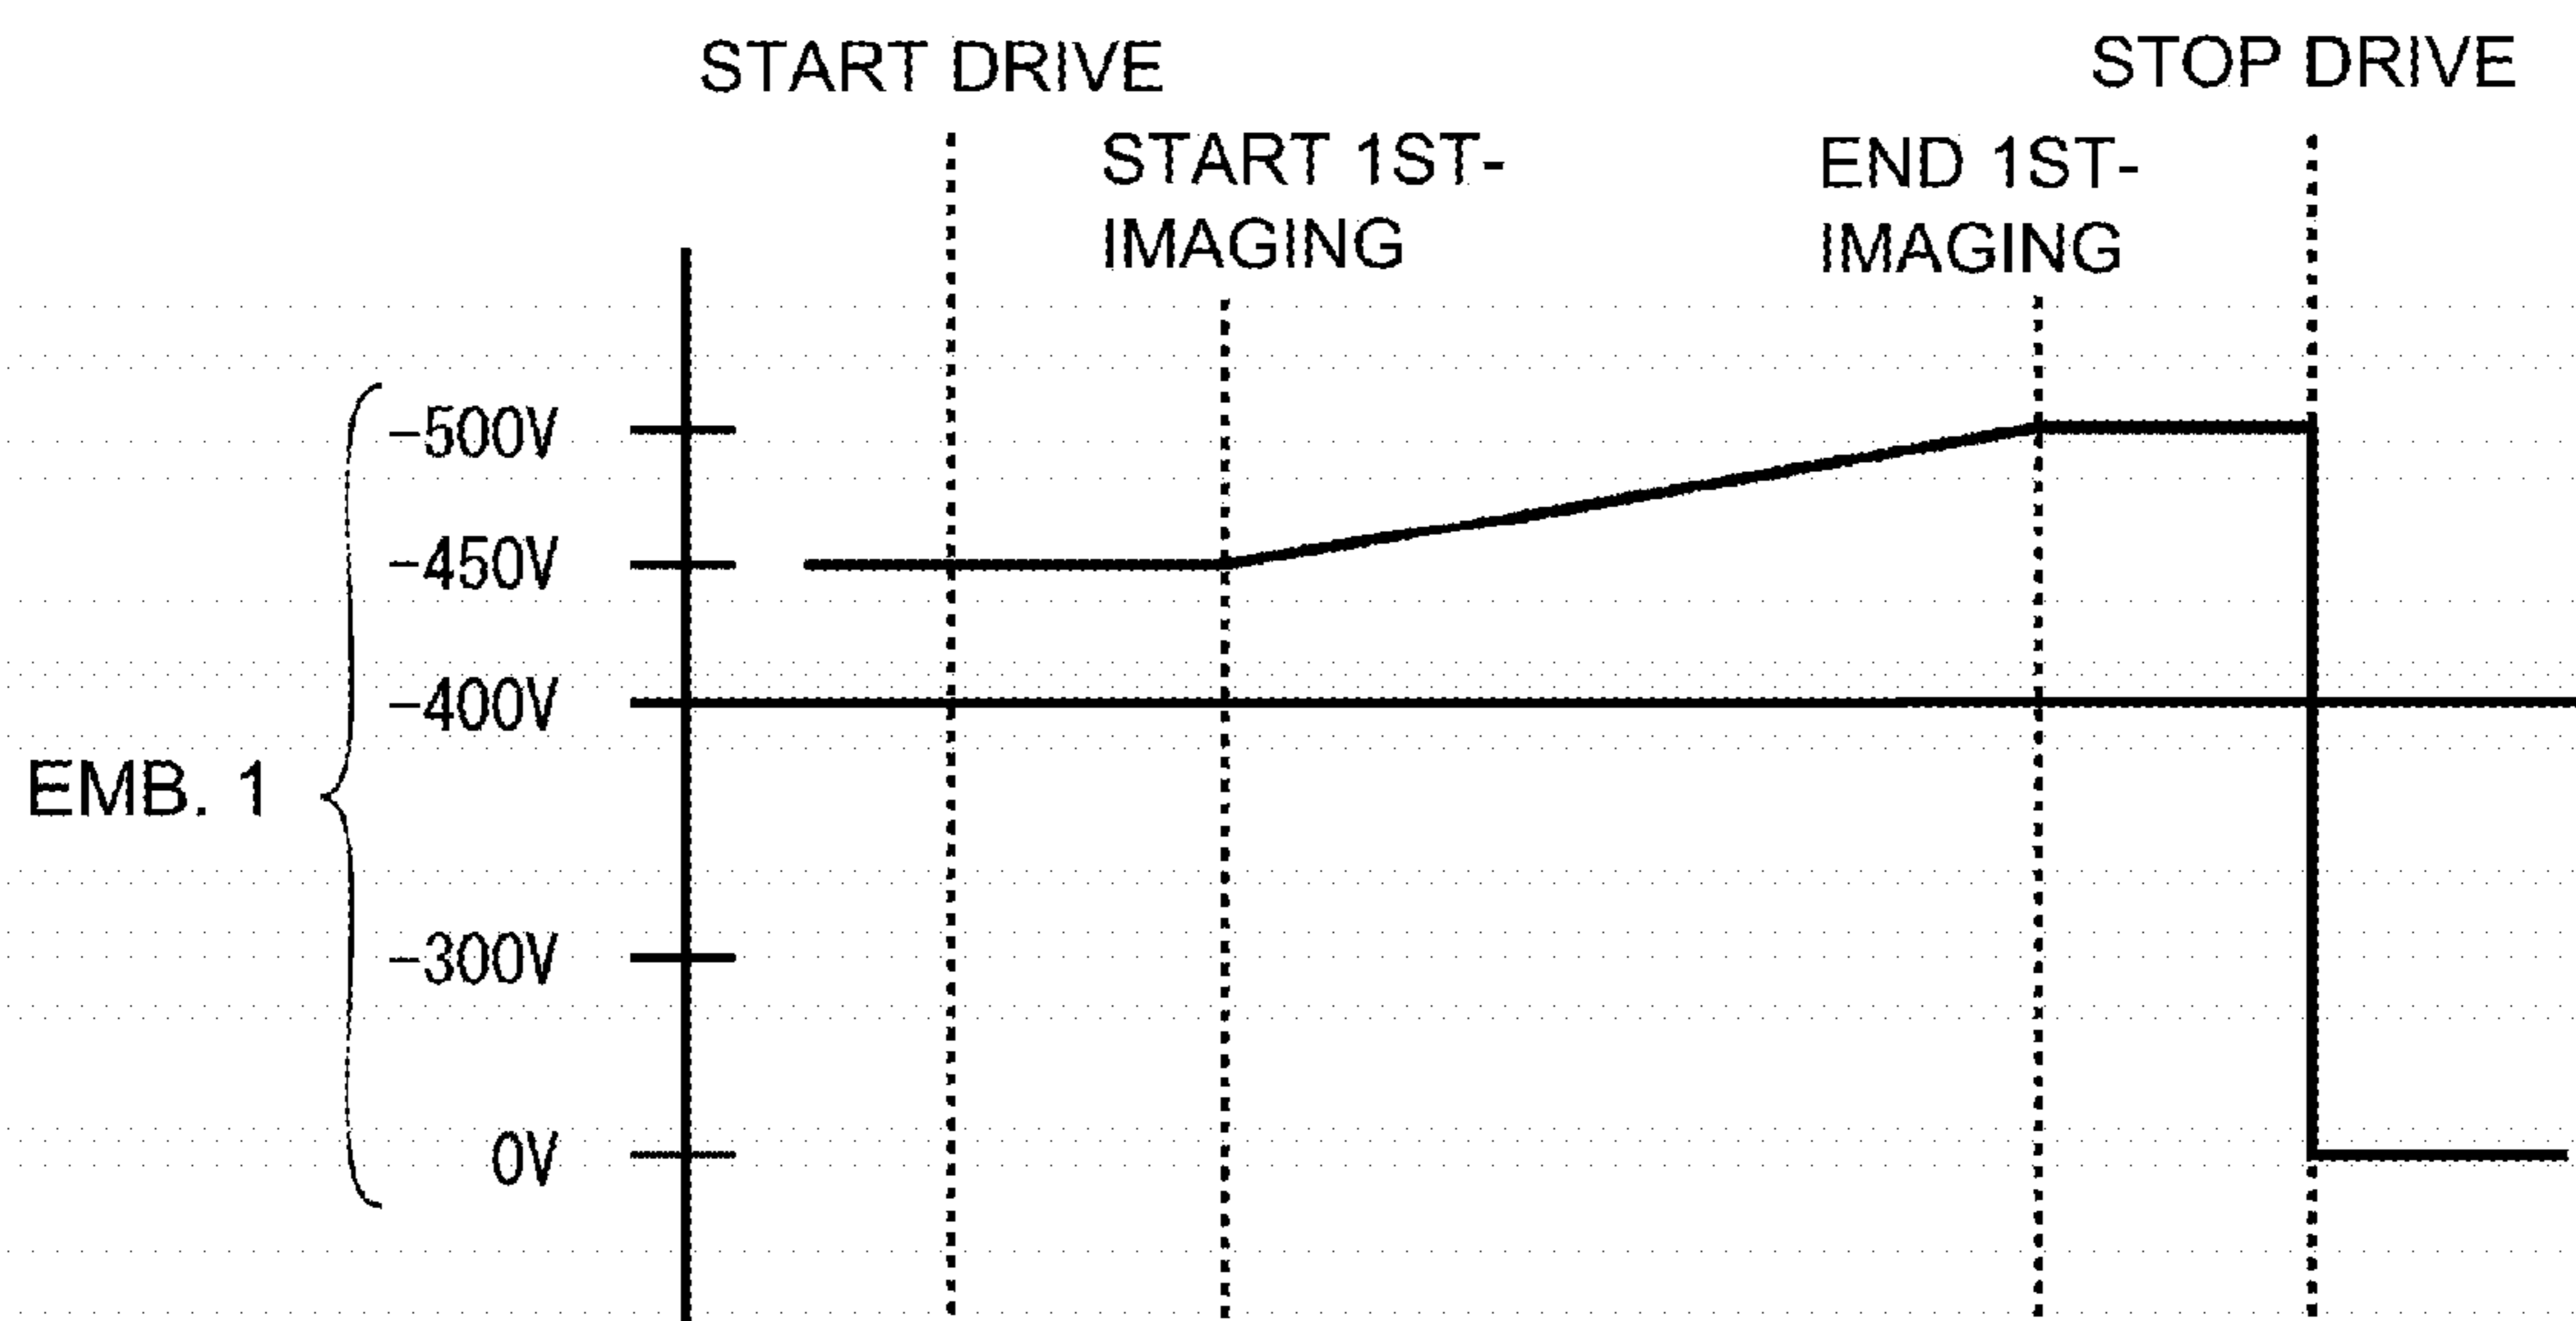 START DRIVE
STOP DRIVE
START 1ST-
IMAGING
END 1ST-
IMAGING
-500V
-450V
-400V
EMB. 1
-300V
0V